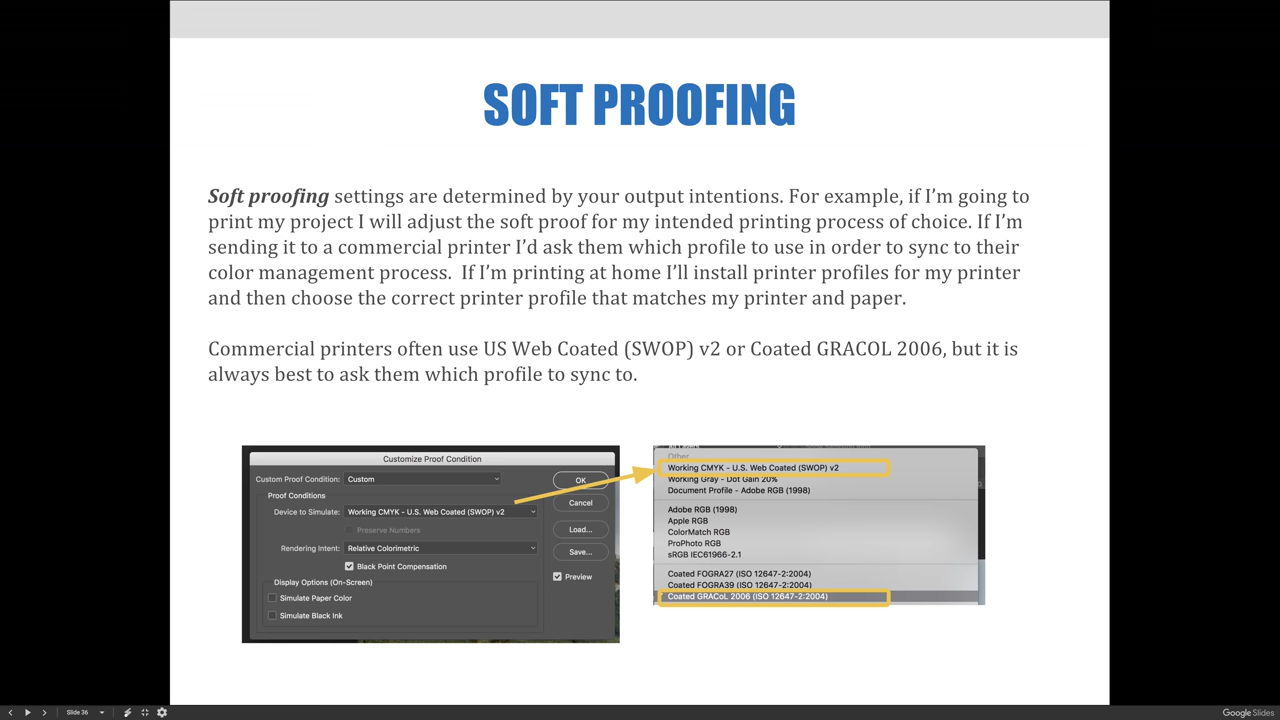 SOFT PROOFING
Soft proofing settings are determined by your output intentions. For example, if I’m going to
print my project I will adjust the soft proof for my intended printing process of choice. If I’m
sending it to a commercial printer I’d ask them which profile to use in order to sync to their
color management process.  If I’m printing at home I’ll install printer profiles for my printer
and then choose the correct printer profile that matches my printer and paper.
Commercial printers often use US Web Coated (SWOP) v2 or Coated GRACOL 2006, but it is
always best to ask them which profile to sync to.
Customize Proof Condition
Custom Proof Condition: Custom
OK
Proof Conditions
Cancel
Device to Simulate: Working CMYK - U.S. Web Coated (SWOP) v2
Preserve Numbers
Load...
Rendering Intent: Relative Colorimetric
Save...
Black Point Compensation
Preview
Display Options (On-Screen)
Simulate Paper Color
Simulate Black Ink
Other
Working CMYK - U.S. Web Coated (SWOP) v2
Working Gray - Dot Gain 20%
Document Profile - Adobe RGB (1998)
Adobe RGB (1998)
Apple RGB
ColorMatch RGB
ProPhoto RGB
sRGB IEC61966-2.1
Coated FOGRA27 (ISO 12647-2:2004)
Coated FOGRA39 (ISO 12647-2:2004)
Coated GRACoL 2006 (ISO 12647-2:2004)
Slide 36
Google Slides